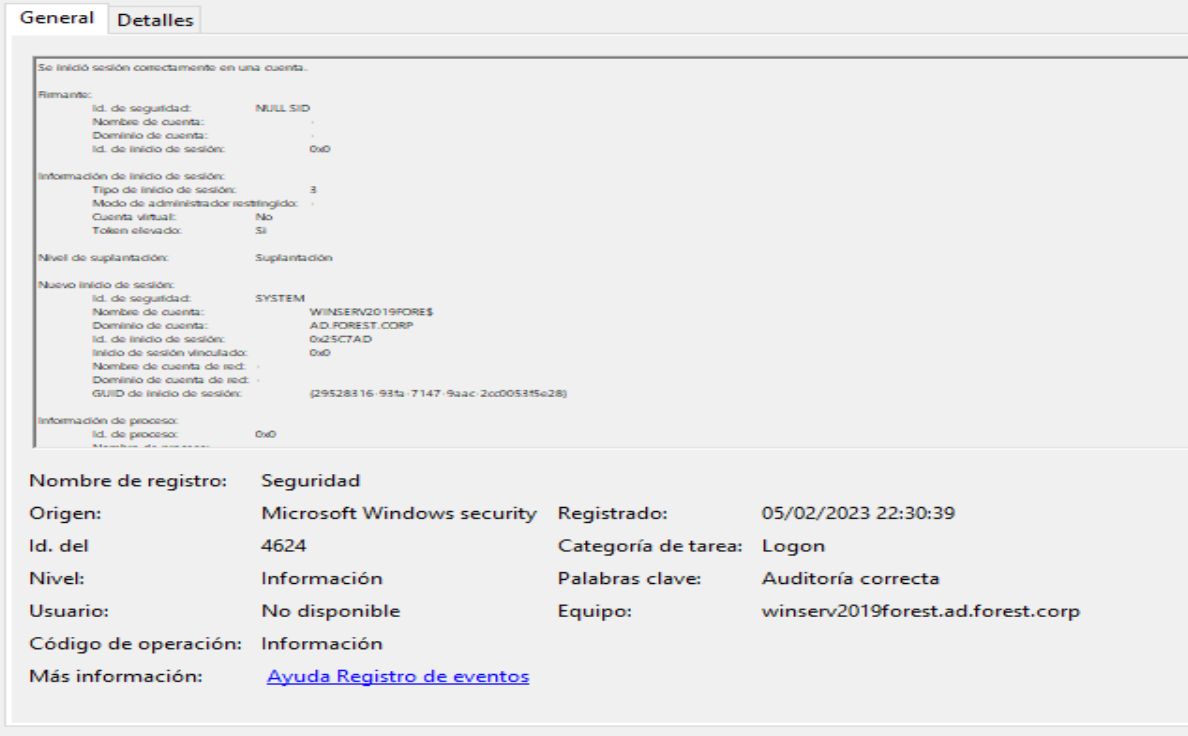 General Detalles
Se inició sesión correctamente en una cuenta.
Firmante:
Id. de seguridad: NULL SID
Nombre de cuenta: -
Dominio de cuenta: -
Id. de inicio de sesión: 0x0
Información de inicio de sesión:
Tipo de inicio de sesión: 3
Modo de administrador restringido: -
Cuenta virtual: No
Token elevado: Sí
Nivel de suplantación: Suplantación
Nuevo inicio de sesión:
Id. de seguridad: SYSTEM
Nombre de cuenta: WINSERV2019FORE$
Dominio de cuenta: AD.FOREST.CORP
Id. de inicio de sesión: 0x25C7AD
Inicio de sesión vinculado: 0x0
Nombre de cuenta de red: -
Dominio de cuenta de red: -
GUID de inicio de sesión: {29528316-93fa-7147-9aac-2cc0053f5e28}
Información de proceso:
Id. de proceso: 0x0
Nombre de proceso: -
Nombre de registro: Seguridad
Origen: Microsoft Windows security Registrado: 05/02/2023 22:30:39
Id. del 4624 Categoría de tarea: Logon
Nivel: Información Palabras clave: Auditoría correcta
Usuario: No disponible Equipo: winserv2019forest.ad.forest.corp
Código de operación: Información
Más información: Ayuda Registro de eventos